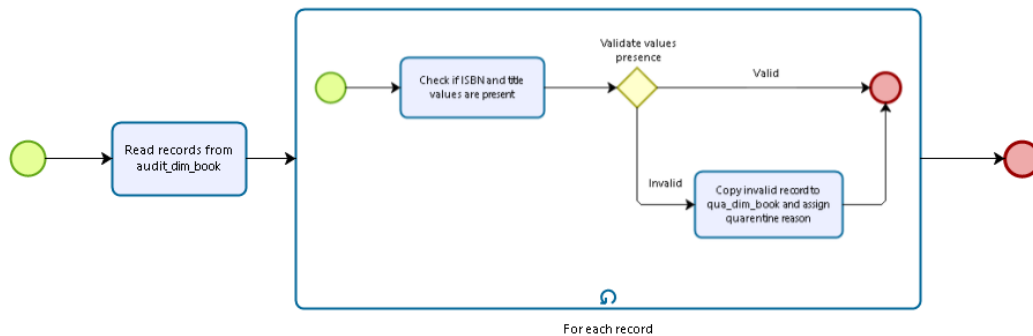 Validate values
presence
Check if ISBN and title
values are present
Valid
Read records from
audit_dim_book
Invalid
Copy invalid record to
qua_dim_book and assign
quarentine reason
For each record